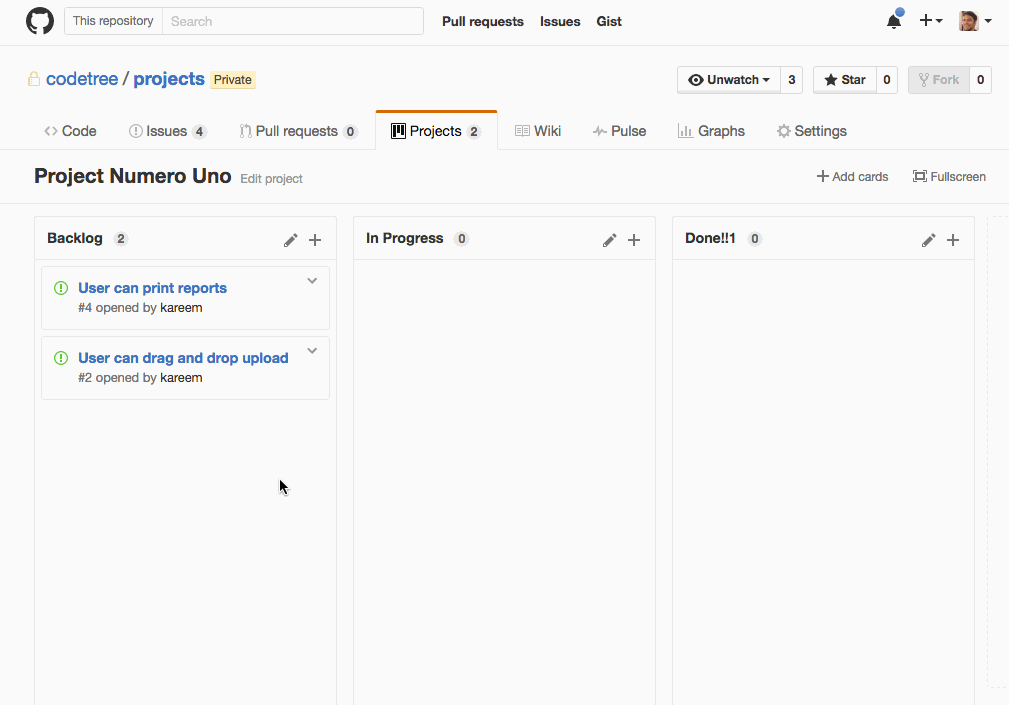 This repository Search Pull requests Issues Gist
codetree / projects Private Unwatch 3 Star 0 Fork 0
Code Issues 4 Pull requests 0 Projects 2 Wiki Pulse Graphs Settings
Project Numero Uno Edit project Add cards Fullscreen
Backlog 2 In Progress 0 Done!!1 0
User can print reports
#4 opened by kareem
User can drag and drop upload
#2 opened by kareem